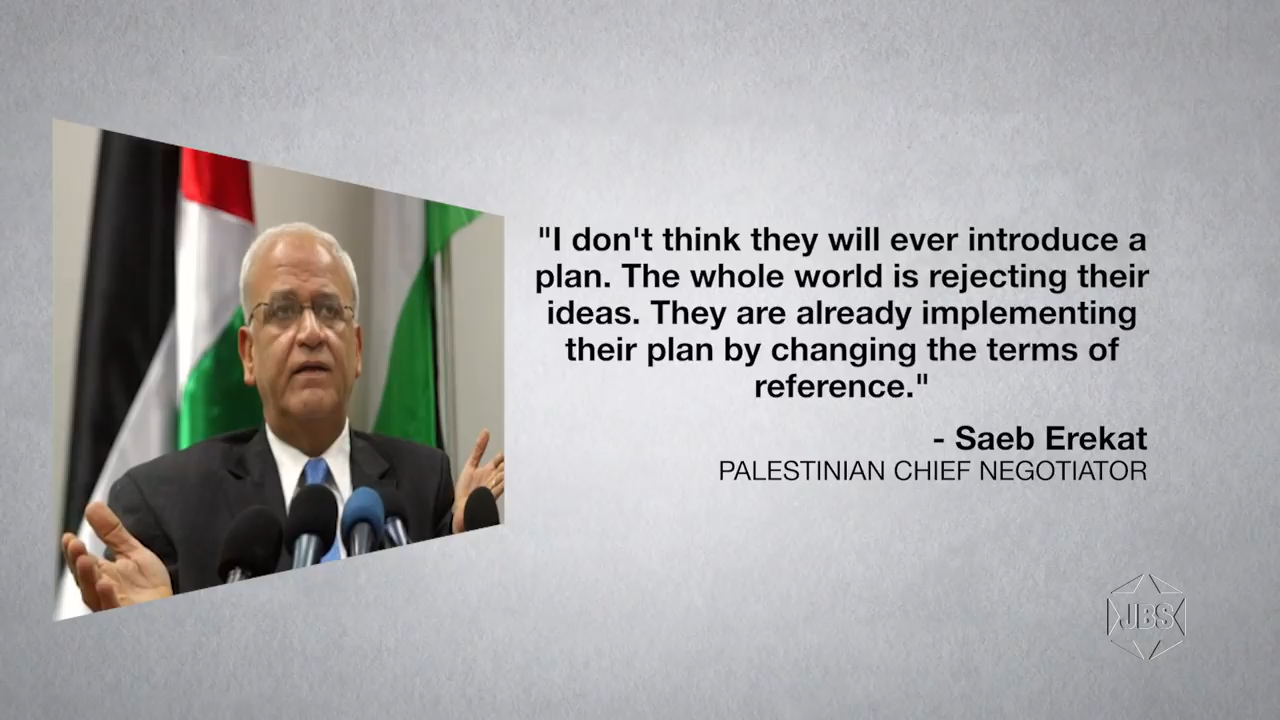 "I don't think they will ever introduce a
plan. The whole world is rejecting their
ideas. They are already implementing
their plan by changing the terms of
reference."
- Saeb Erekat
PALESTINIAN CHIEF NEGOTIATOR
JBS